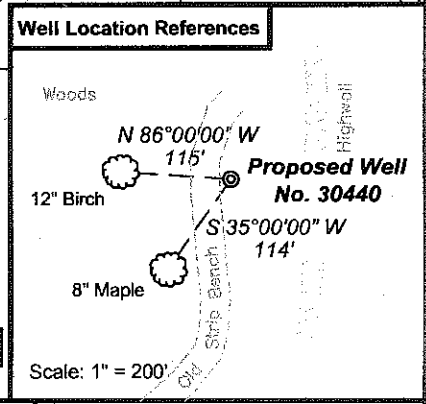 Well Location References
Woods
Highwall
N 86°00'00" W
115'
Proposed Well
No. 30440
12" Birch
S 35°00'00" W
114'
8" Maple
Old Strip Bench
Scale: 1" = 200'